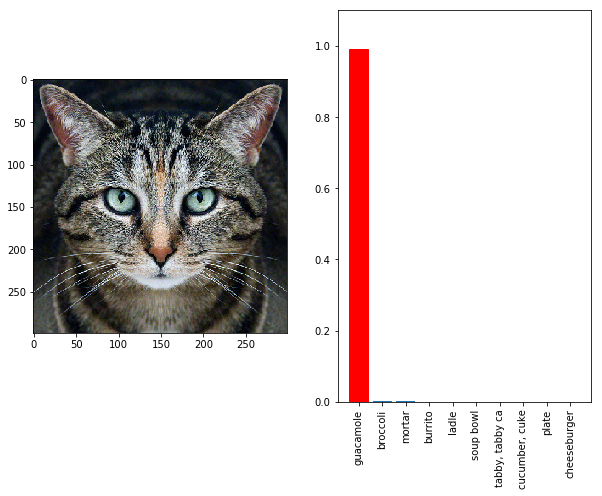 0
50
100
150
200
250
0 50 100 150 200 250
1.0
0.8
0.6
0.4
0.2
0.0
guacamole
broccoli
mortar
burrito
ladle
soup bowl
tabby, tabby ca
cucumber, cuke
plate
cheeseburger